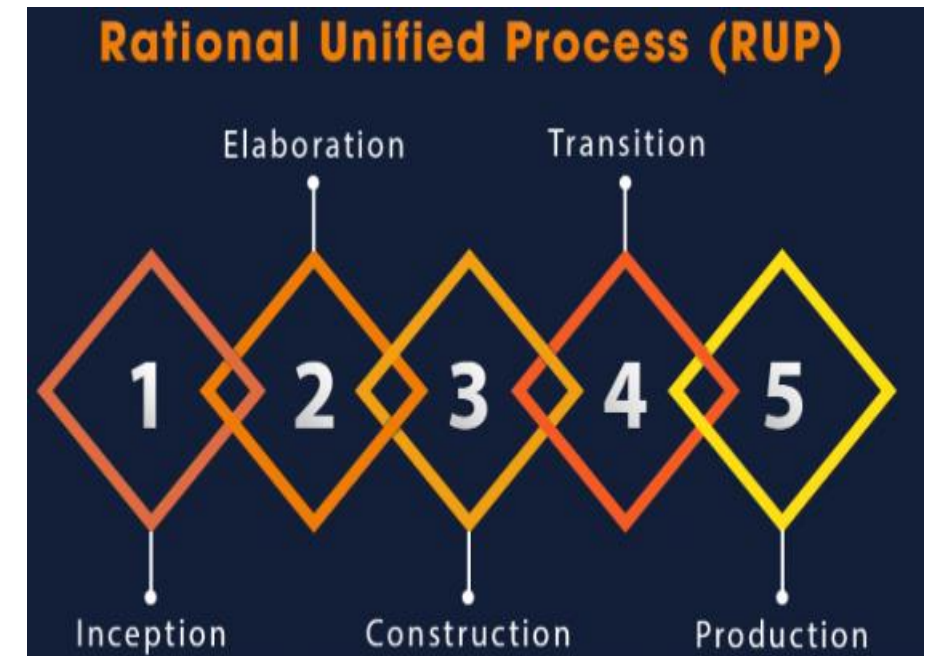 Rational Unified Process (RUP)
Elaboration
Transition
1
2
3
4
5
Inception
Construction
Production